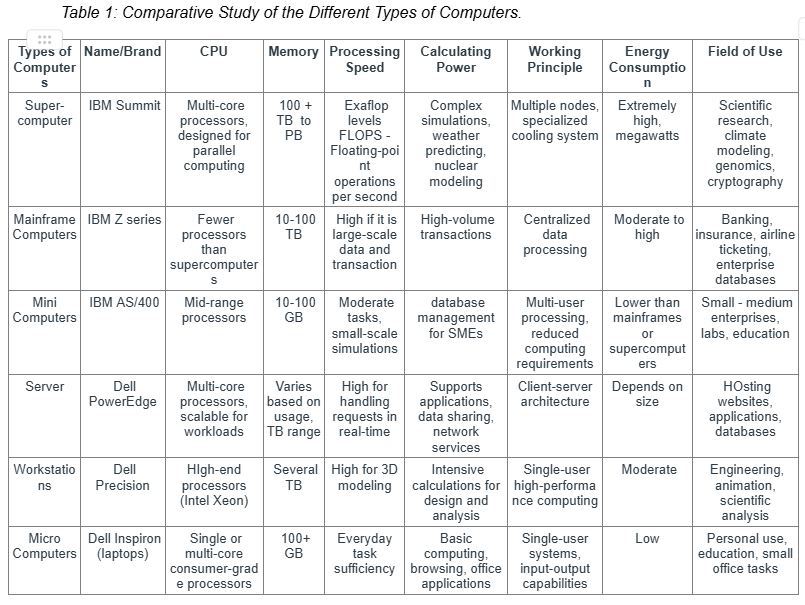 Table 1: Comparative Study of the Different Types of Computers.
Types of Computer s | Name/Brand | CPU | Memory | Processing Speed | Calculating Power | Working Principle | Energy Consumptio n | Field of Use
Super- computer | IBM Summit | Multi-core processors, designed for parallel computing | 100 + TB to PB | Exaflop levels FLOPS - Floating-poi nt operations per second | Complex simulations, weather predicting, nuclear modeling | Multiple nodes, specialized cooling system | Extremely high, megawatts | Scientific research, climate modeling, genomics, cryptography
Mainframe Computers | IBM Z series | Fewer processors than supercomputer s | 10-100 TB | High if it is large-scale data and transaction | High-volume transactions | Centralized data processing | Moderate to high | Banking, insurance, airline ticketing, enterprise databases
Mini Computers | IBM AS/400 | Mid-range processors | 10-100 GB | Moderate tasks, small-scale simulations | database management for SMEs | Multi-user processing, reduced computing requirements | Lower than mainframes or supercomput ers | Small - medium enterprises, labs, education
Server | Dell PowerEdge | Multi-core processors, scalable for workloads | Varies based on usage, TB range | High for handling requests in real-time | Supports applications, data sharing, network services | Client-server architecture | Depends on size | HOsting websites, applications, databases
Workstatio ns | Dell Precision | HIgh-end processors (Intel Xeon) | Several TB | High for 3D modeling | Intensive calculations for design and analysis | Single-user high-performa nce computing | Moderate | Engineering, animation, scientific analysis
Micro Computers | Dell Inspiron (laptops) | Single or multi-core consumer-grad e processors | 100+ GB | Everyday task sufficiency | Basic computing, browsing, office applications | Single-user systems, input-output capabilities | Low | Personal use, education, small office tasks